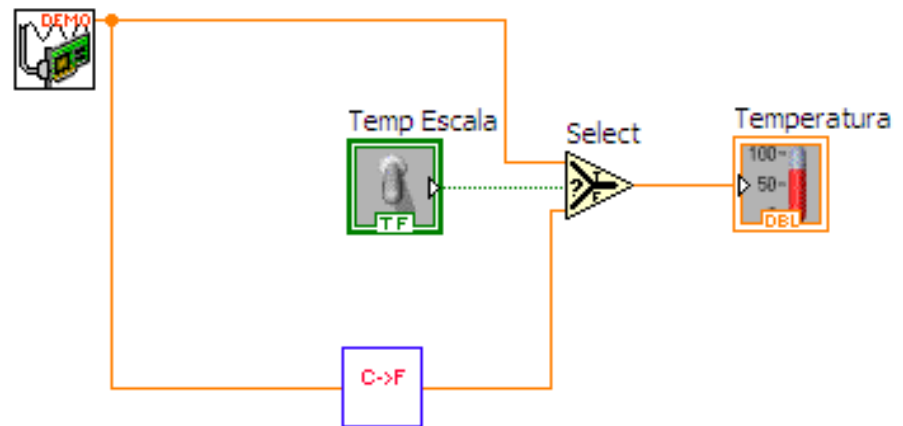 DEMO
Temp Escala
TF
Select
?
T
F
Temperatura
100
50
DBL
C->F